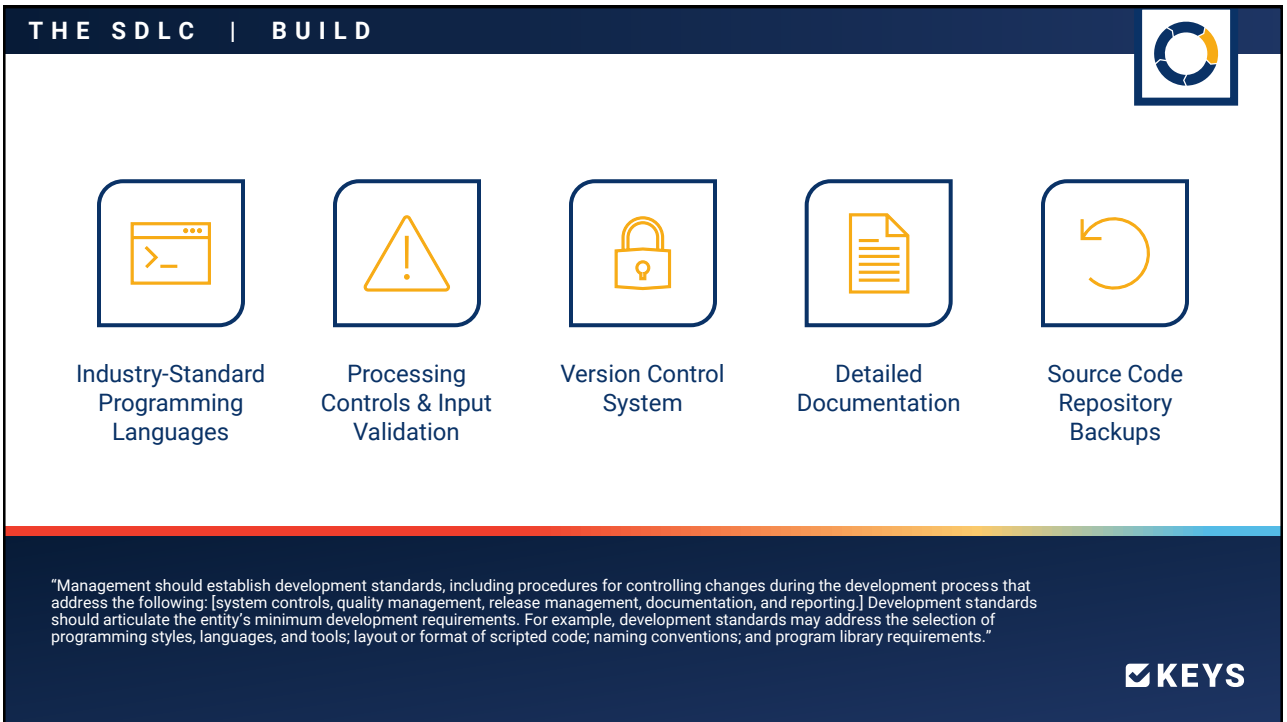 THE SDLC | BUILD
Industry-Standard
Programming
Languages
Processing
Controls & Input
Validation
Version Control
System
Detailed
Documentation
Source Code
Repository
Backups
“Management should establish development standards, including procedures for controlling changes during the development process that
address the following: [system controls, quality management, release management, documentation, and reporting.] Development standards
should articulate the entity’s minimum development requirements. For example, development standards may address the selection of
programming styles, languages, and tools; layout or format of scripted code; naming conventions; and program library requirements.”
KEYS